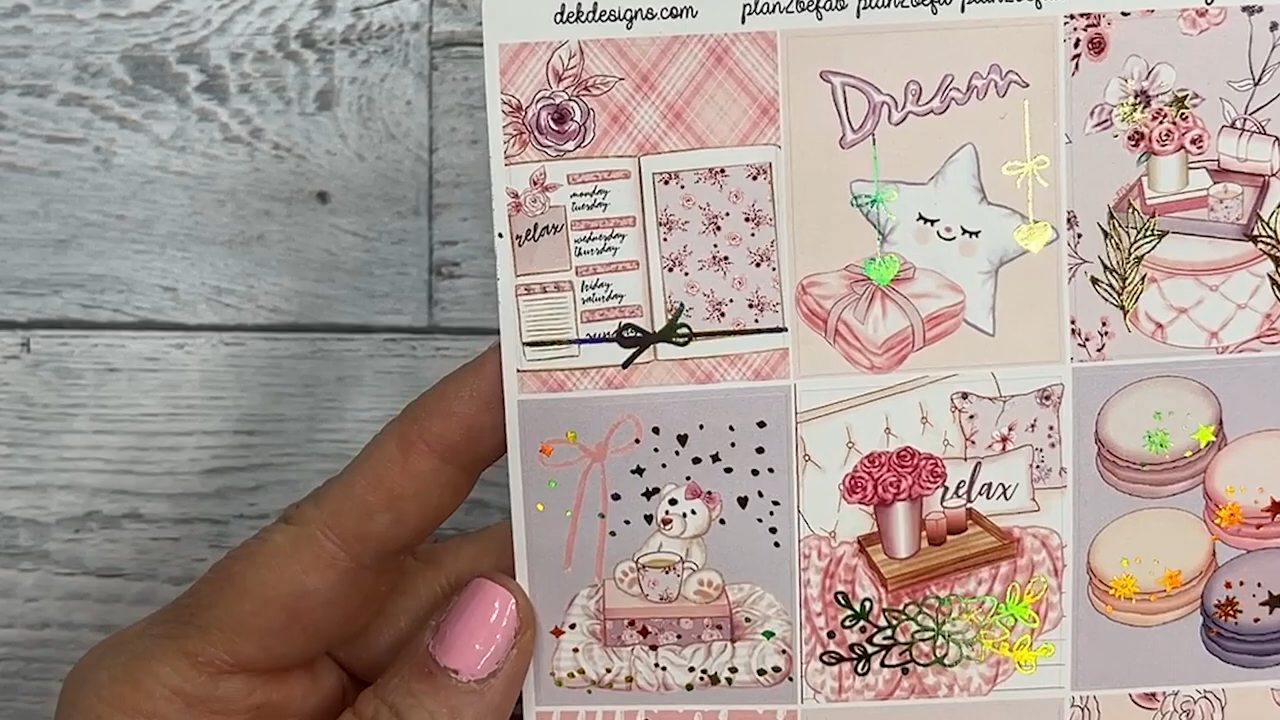 dekdesigns.com
plan2befab plan2befab
Dream
relax
monday
tuesday
wednesday
thursday
friday
saturday
relax